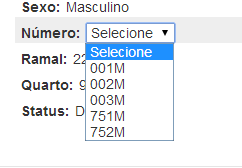 Sexo: Masculino
Número: Selecione
Selecione
Ramal: 22
001M
002M
Quarto: 9
003M
751M
Status: D
752M